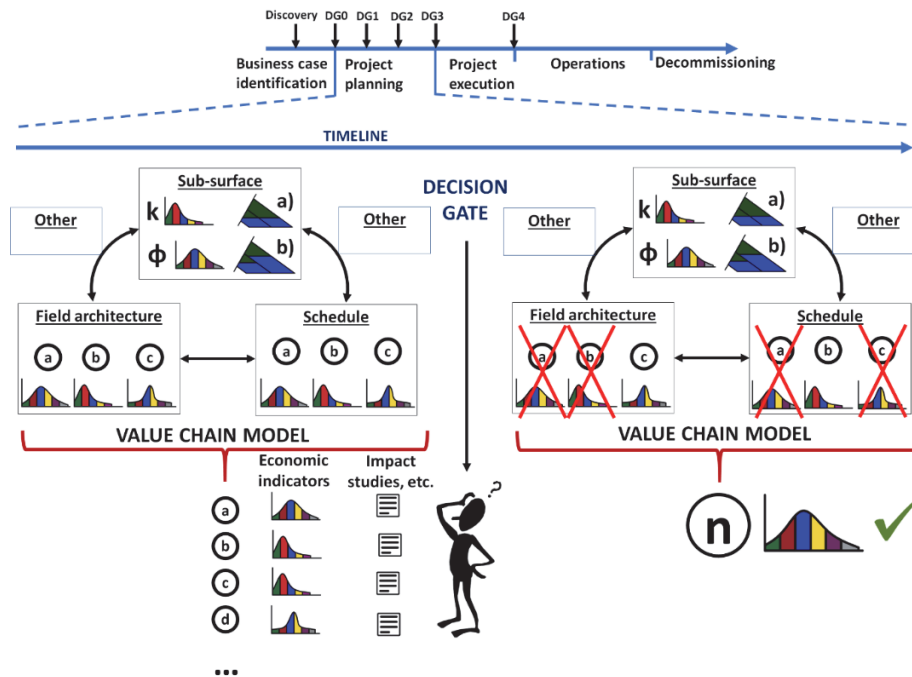 Discovery DG0 DG1 DG2 DG3 DG4
Business case
identification
Project
planning
Project
execution
Operations
Decommissioning
TIMELINE
Other
Sub-surface
k
a)
ϕ
b)
Other
Field architecture
a b c
Schedule
a b c
VALUE CHAIN MODEL
Economic
indicators
Impact
studies, etc.
a
b
c
d
...
DECISION
GATE
?
Other
Sub-surface
k
a)
ϕ
b)
Other
Field architecture
a b c
Schedule
a b c
VALUE CHAIN MODEL
n